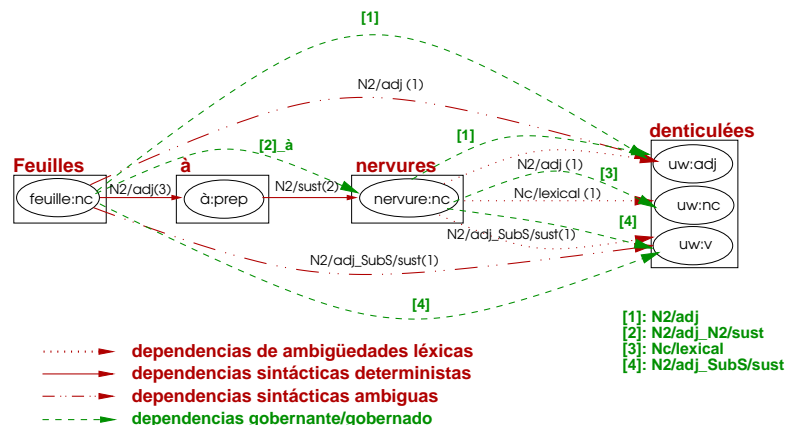 [1]
N2/adj (1)
[2]_à
[1]
denticulées
Feuilles
à
nervures
N2/adj (1)
[3]
uw:adj
N2/adj(3)
N2/sust(2)
feuille:nc
à:prep
nervure:nc
Nc/lexical (1)
uw:nc
[4]
N2/adj_SubS/sust(1)
uw:v
N2/adj_SubS/sust(1)
[4]
[1]: N2/adj
[2]: N2/adj_N2/sust
[3]: Nc/lexical
[4]: N2/adj_SubS/sust
dependencias de ambigüedades léxicas
dependencias sintácticas deterministas
dependencias sintácticas ambiguas
dependencias gobernante/gobernado